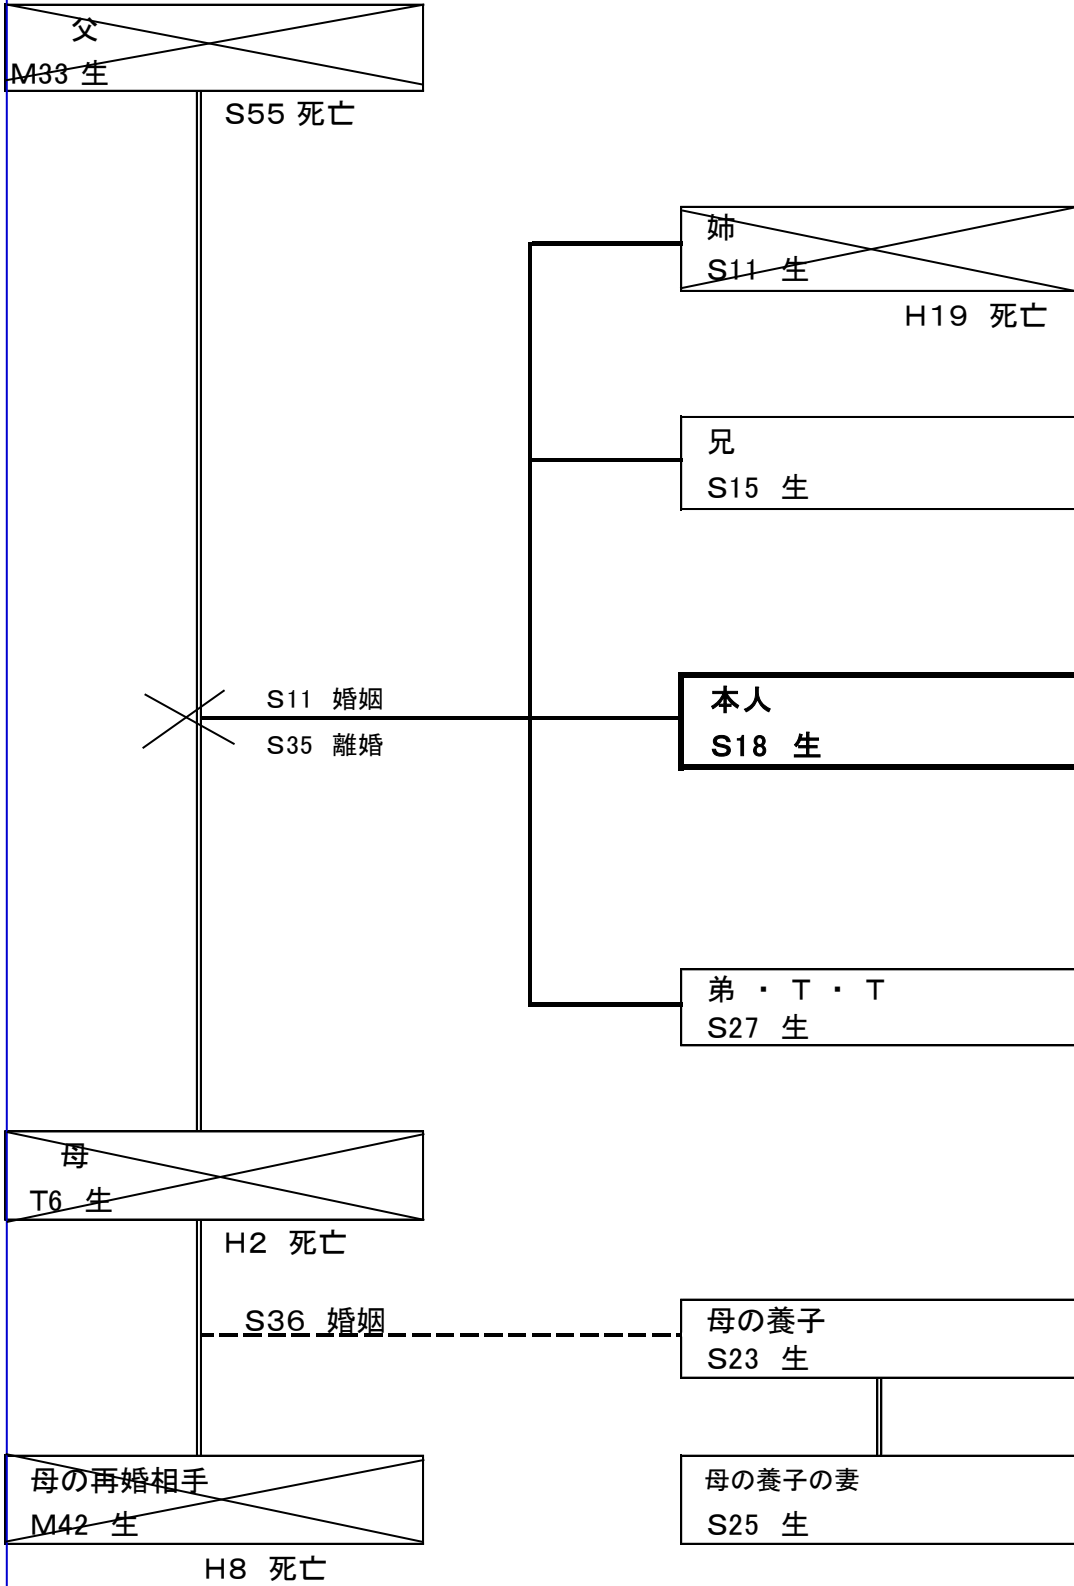 父
M33 生
S55 死亡
姉
S11 生
H19 死亡
兄
S15 生
S11 婚姻
S35 離婚
本人
S18 生
弟 ・ T ・ T
S27 生
母
T6 生
H2 死亡
S36 婚姻
母の養子
S23 生
母の再婚相手
M42 生
H8 死亡
母の養子の妻
S25 生